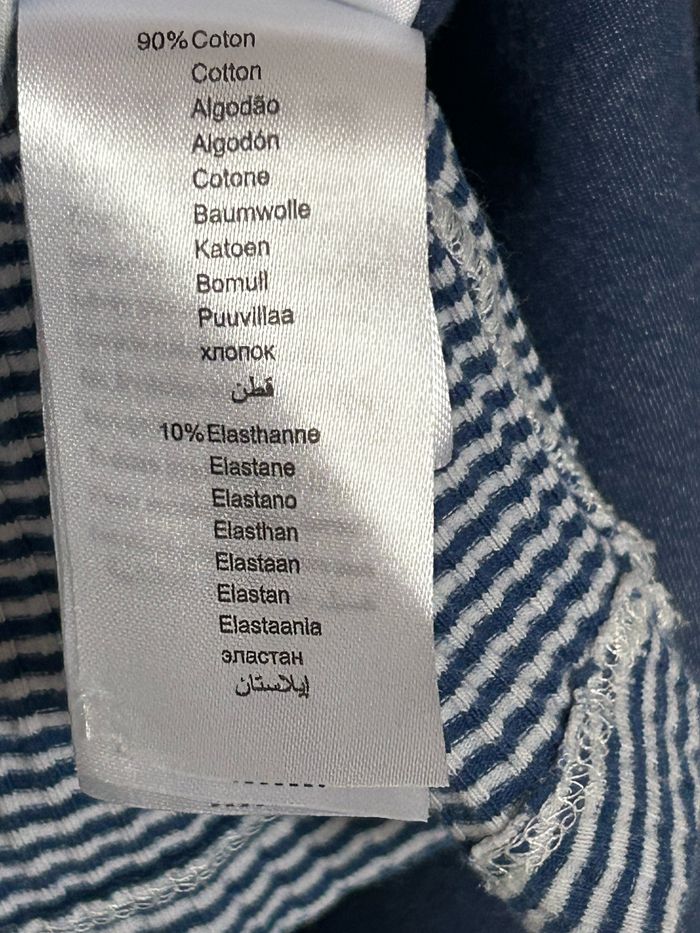 90% Coton
Cotton
Algodão
Algodón
Cotone
Baumwolle
Katoen
Bomull
Puuvillaa
хлопок
قطن
10% Elasthanne
Elastane
Elastano
Elasthan
Elastaan
Elastan
Elastaania
эластан
إيلاستان